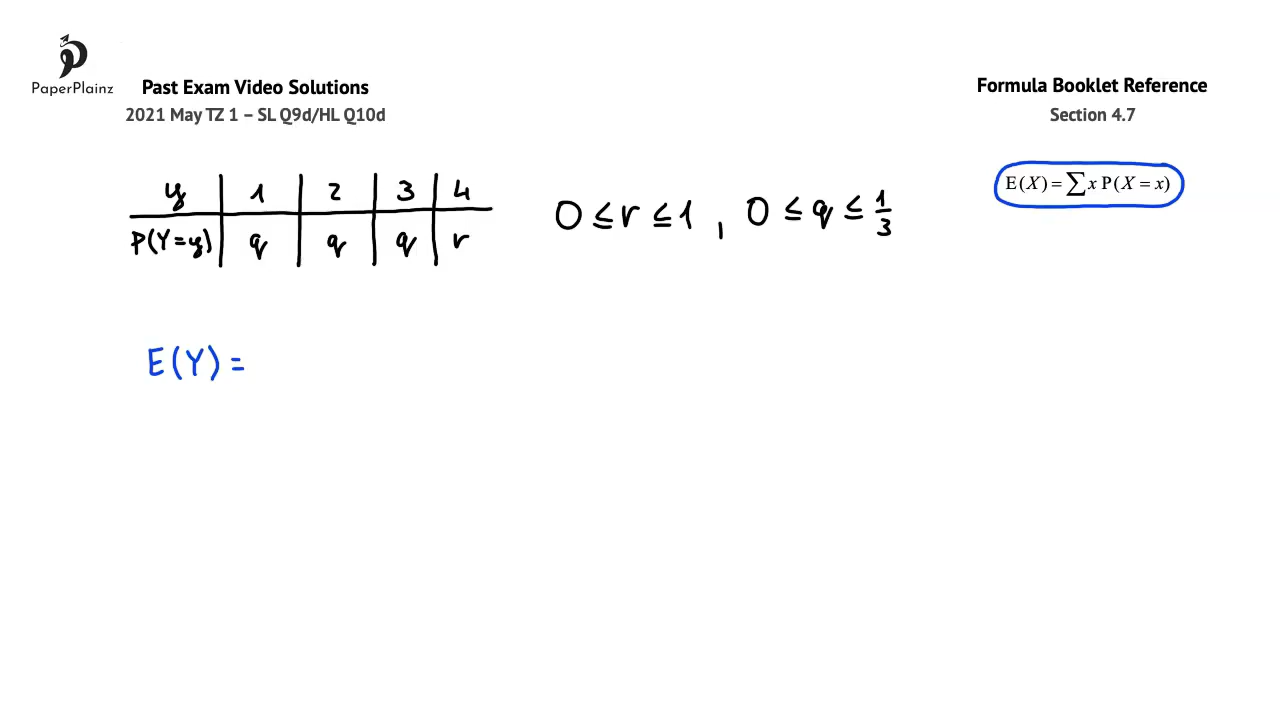 PaperPlainz
Past Exam Video Solutions
2021 May TZ 1 – SL Q9d/HL Q10d
Formula Booklet Reference
Section 4.7
E(X) = ∑ x P(X = x)
y 1 2 3 4
P(Y=y) q q q r
0 ≤ r ≤ 1 , 0 ≤ q ≤ 1/3
E(Y) =